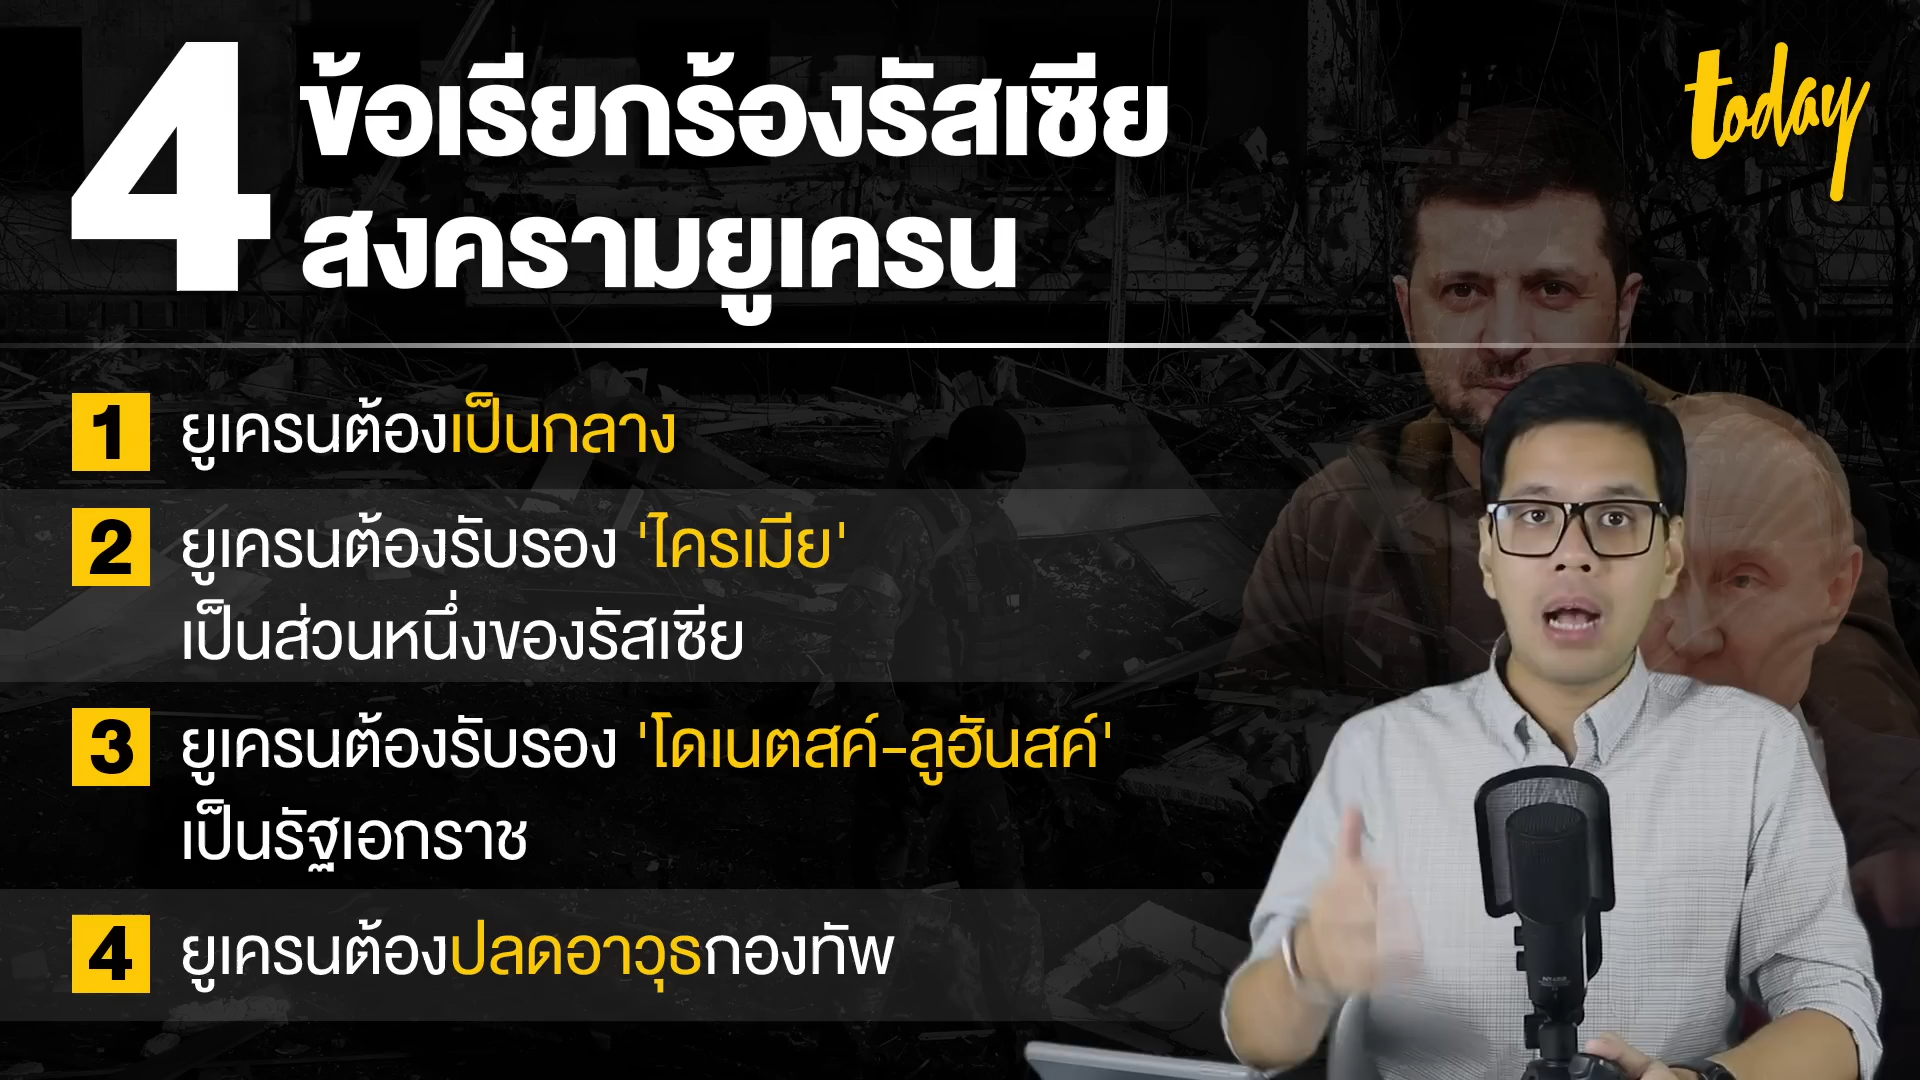 4 ข้อเรียกร้องรัสเซีย
สงครามยูเครน
today
1 ยูเครนต้องเป็นกลาง
2 ยูเครนต้องรับรอง 'ไครเมีย'
เป็นส่วนหนึ่งของรัสเซีย
3 ยูเครนต้องรับรอง 'โดเนตสค์-ลูฮันสค์'
เป็นรัฐเอกราช
4 ยูเครนต้องปลดอาวุธกองทัพ